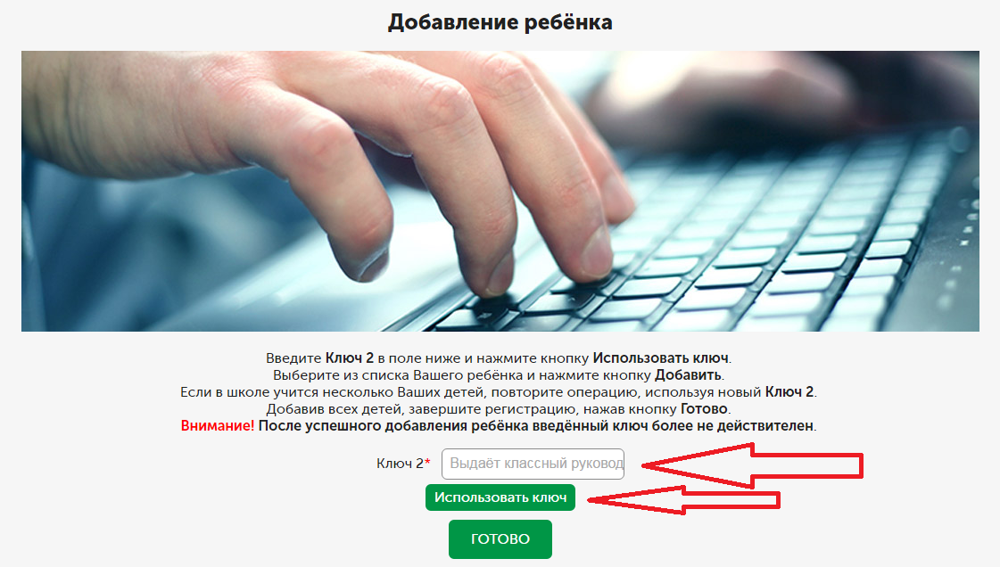 Добавление ребёнка
Введите Ключ 2 в поле ниже и нажмите кнопку Использовать ключ.
Выберите из списка Вашего ребёнка и нажмите кнопку Добавить.
Если в школе учится несколько Ваших детей, повторите операцию, используя новый Ключ 2.
Добавив всех детей, завершите регистрацию, нажав кнопку Готово.
Внимание! После успешного добавления ребёнка введённый ключ более не действителен.
Ключ 2* Выдаёт классный руковод
Использовать ключ
ГОТОВО